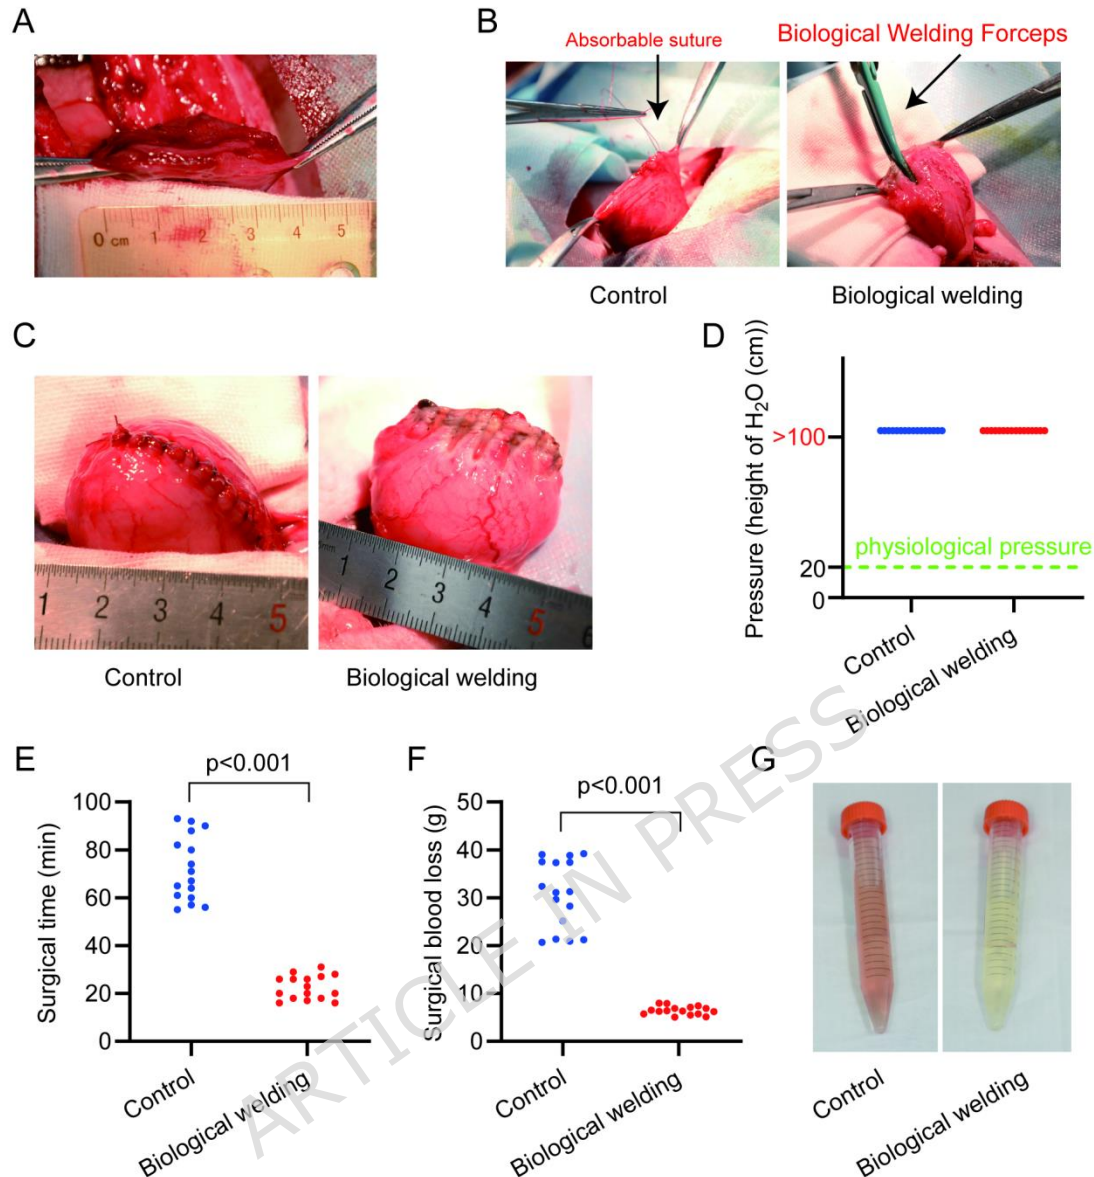 A
0 cm 1 2 3 4 5
B
Absorbable suture
Biological Welding Forceps
Control
Biological welding
C
1 2 3 4 5
mm 1 2 3 4 5 6
Control
Biological welding
D
Pressure (height of H₂O (cm))
>100
physiological pressure
20
0
Control
Biological welding
E
p<0.001
Surgical time (min)
100
80
60
40
20
0
Control
Biological welding
F
p<0.001
Surgical blood loss (g)
50
40
30
20
10
0
Control
Biological welding
G
Control
Biological welding
ARTICLE IN PRESS